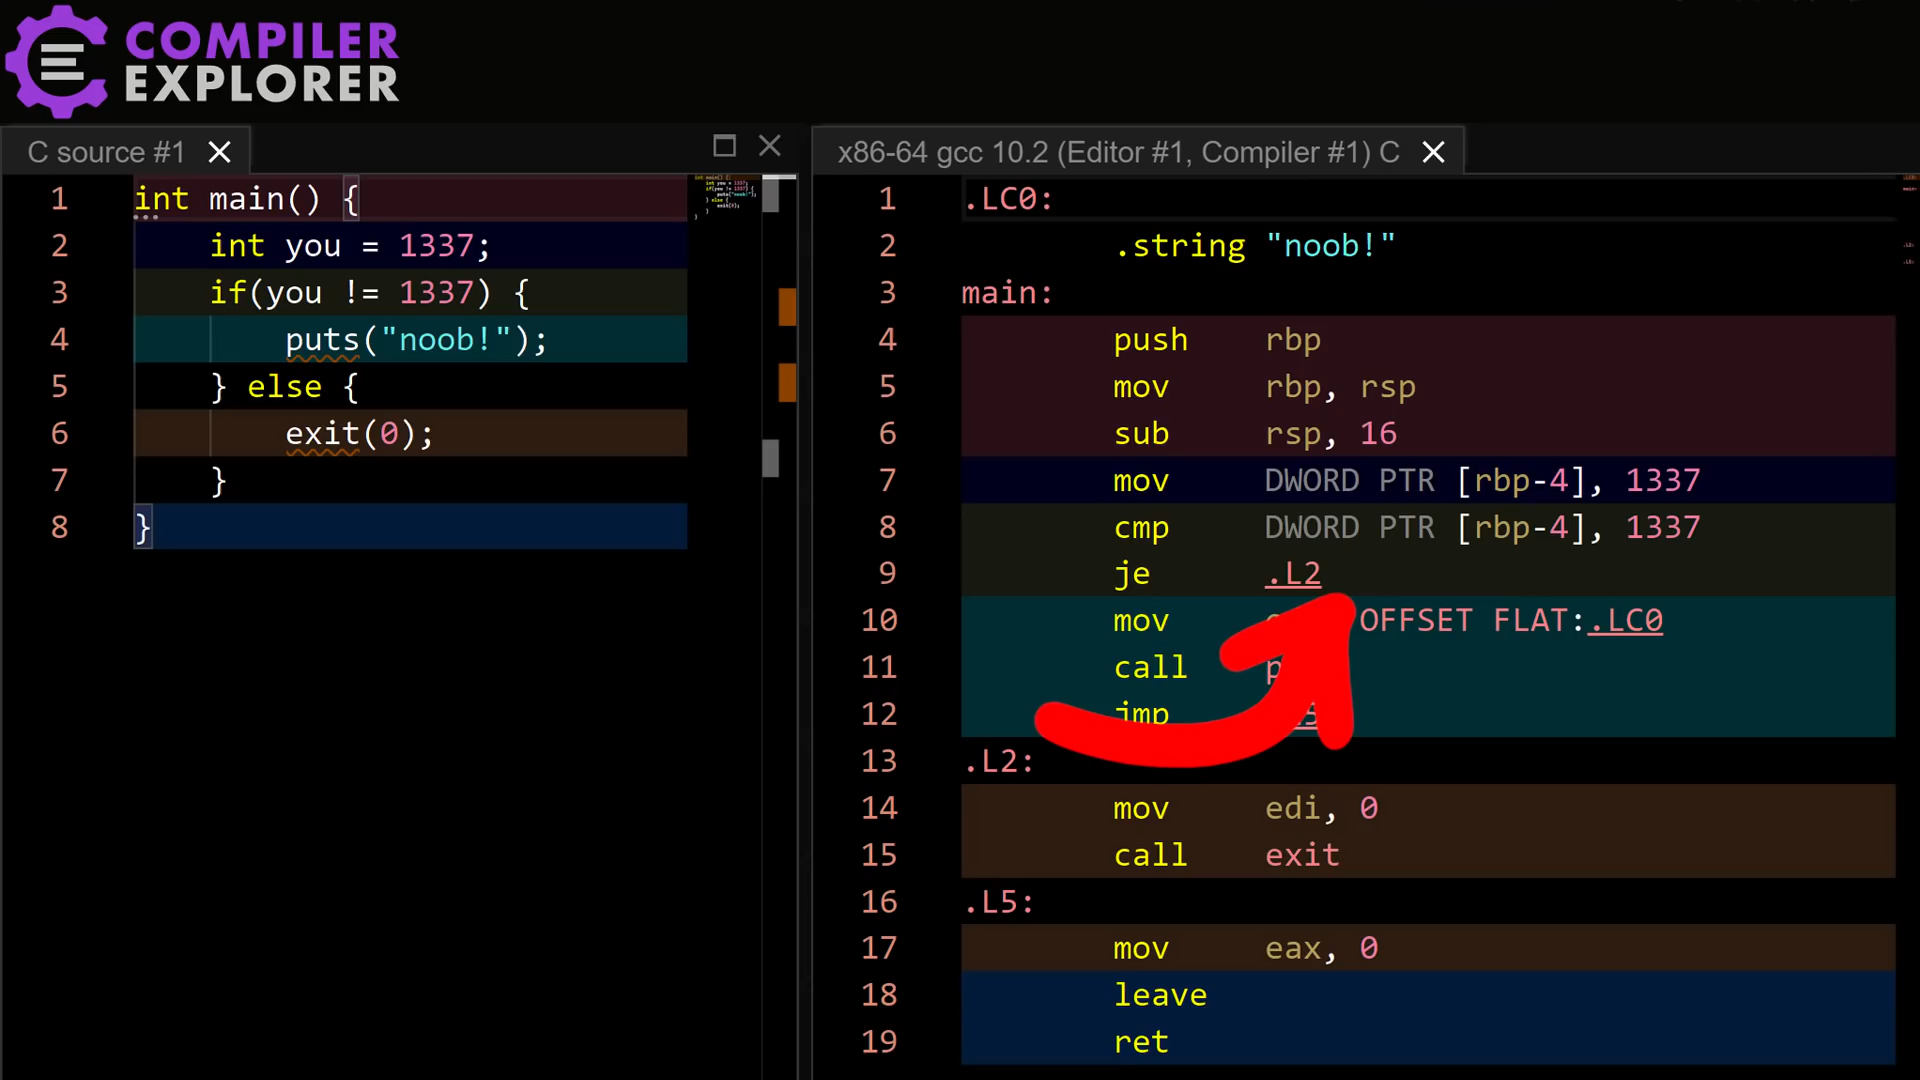 COMPILER
EXPLORER
C source #1
x86-64 gcc 10.2 (Editor #1, Compiler #1) C
1 int main() {
2 int you = 1337;
3 if(you != 1337) {
4 puts("noob!");
5 } else {
6 exit(0);
7 }
8 }
1 .LC0:
2 .string "noob!"
3 main:
4 push rbp
5 mov rbp, rsp
6 sub rsp, 16
7 mov DWORD PTR [rbp-4], 1337
8 cmp DWORD PTR [rbp-4], 1337
9 je .L2
10 mov OFFSET FLAT:.LC0
11 call
12 jmp
13 .L2:
14 mov edi, 0
15 call exit
16 .L5:
17 mov eax, 0
18 leave
19 ret